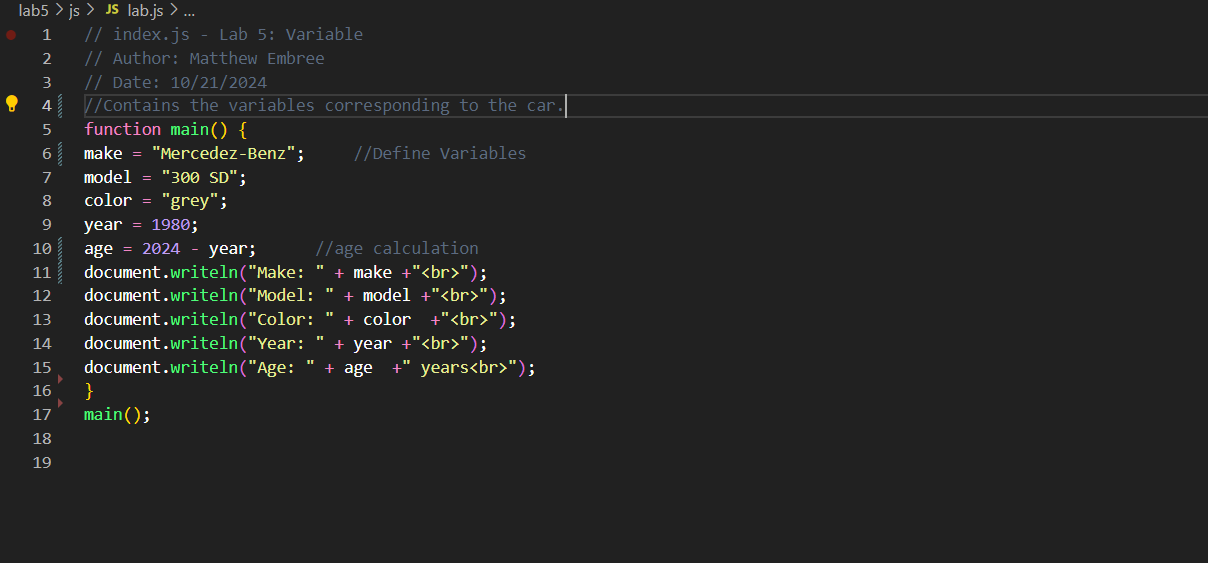 lab5 > js > JS lab.js > ...
1 // index.js - Lab 5: Variable
2 // Author: Matthew Embree
3 // Date: 10/21/2024
4 //Contains the variables corresponding to the car.
5 function main() {
6 make = "Mercedez-Benz";     //Define Variables
7 model = "300 SD";
8 color = "grey";
9 year = 1980;
10 age = 2024 - year;      //age calculation
11 document.writeln("Make: " + make +"<br>");
12 document.writeln("Model: " + model +"<br>");
13 document.writeln("Color: " + color  +"<br>");
14 document.writeln("Year: " + year +"<br>");
15 document.writeln("Age: " + age  +" years<br>");
16 }
17 main();
18
19